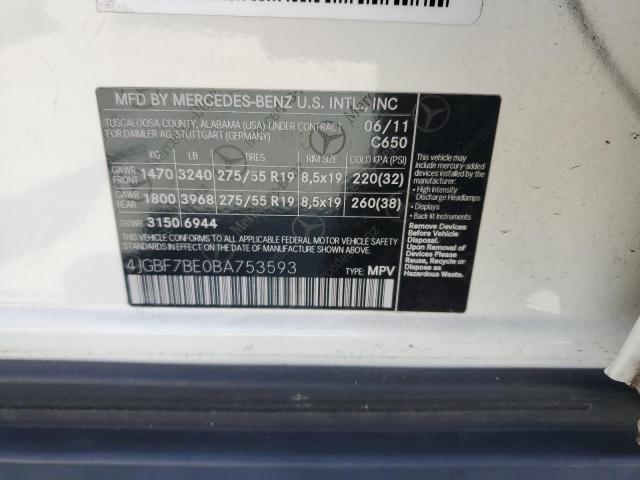 MFD BY MERCEDES-BENZ U.S. INTL., INC
TUSCALOOSA COUNTY, ALABAMA (USA) UNDER CONTRACT 06/11
FOR DAIMLER AG, STUTTGART (GERMANY) C650
KG LB TIRES RIM SIZE COLD KPA (PSI)
GAWR FRONT 1470 3240 275/55 R19 8,5x19 220(32)
GAWR REAR 1800 3968 275/55 R19 8,5x19 260(38)
GVWR 3150 6944
THIS VEHICLE CONFORMS TO ALL APPLICABLE FEDERAL MOTOR VEHICLE SAFETY
STANDARDS IN EFFECT ON THE DATE OF MANUFACTURE SHOWN ABOVE.
4JGBF7BE0BA753593 TYPE: MPV
This vehicle may
include mercury-added
devices installed by
the manufacturer:
• High Intensity
Discharge Headlamps
• Displays
• Back-lit Instruments
Remove Devices
Before Vehicle
Disposal.
Upon Removal of
Devices Please
Reuse, Recycle
or Dispose as
Hazardous Waste.